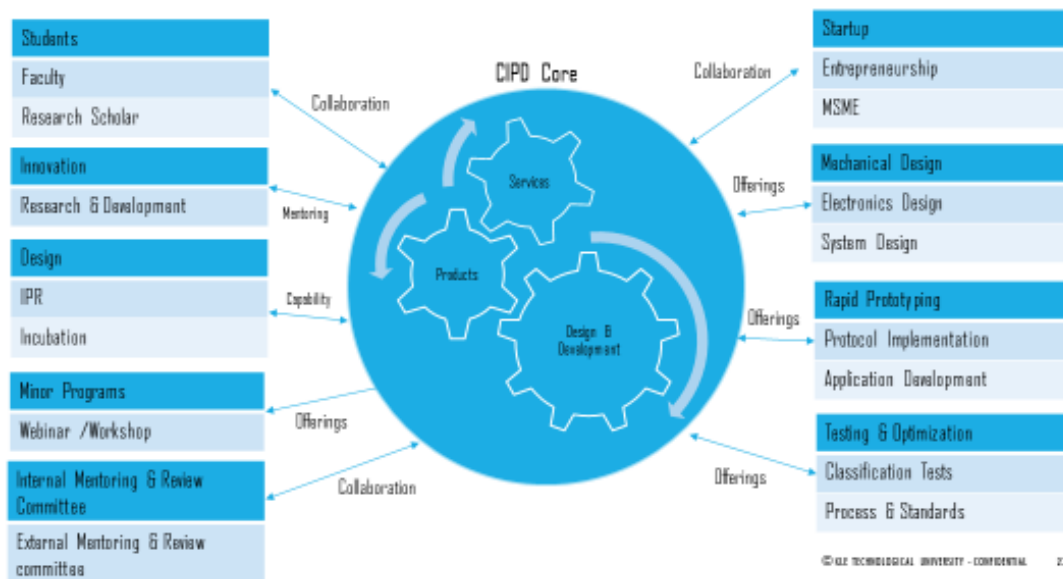 Students
Faculty
Research Scholar
Innovation
Research & Development
Design
IPR
Incubation
Minor Programs
Webinar /Workshop
Internal Mentoring & Review
Committee
External Mentoring & Review
committee
Collaboration
Mentoring
Capability
Offerings
Collaboration
CIPD Core
Services
Products
Design &
Development
Collaboration
Offerings
Offerings
Offerings
Startup
Entrepreneurship
MSME
Mechanical Design
Electronics Design
System Design
Rapid Prototyping
Protocol Implementation
Application Development
Testing & Optimization
Classification Tests
Process & Standards
© KLE TECHNOLOGICAL UNIVERSITY - CONFIDENTIAL